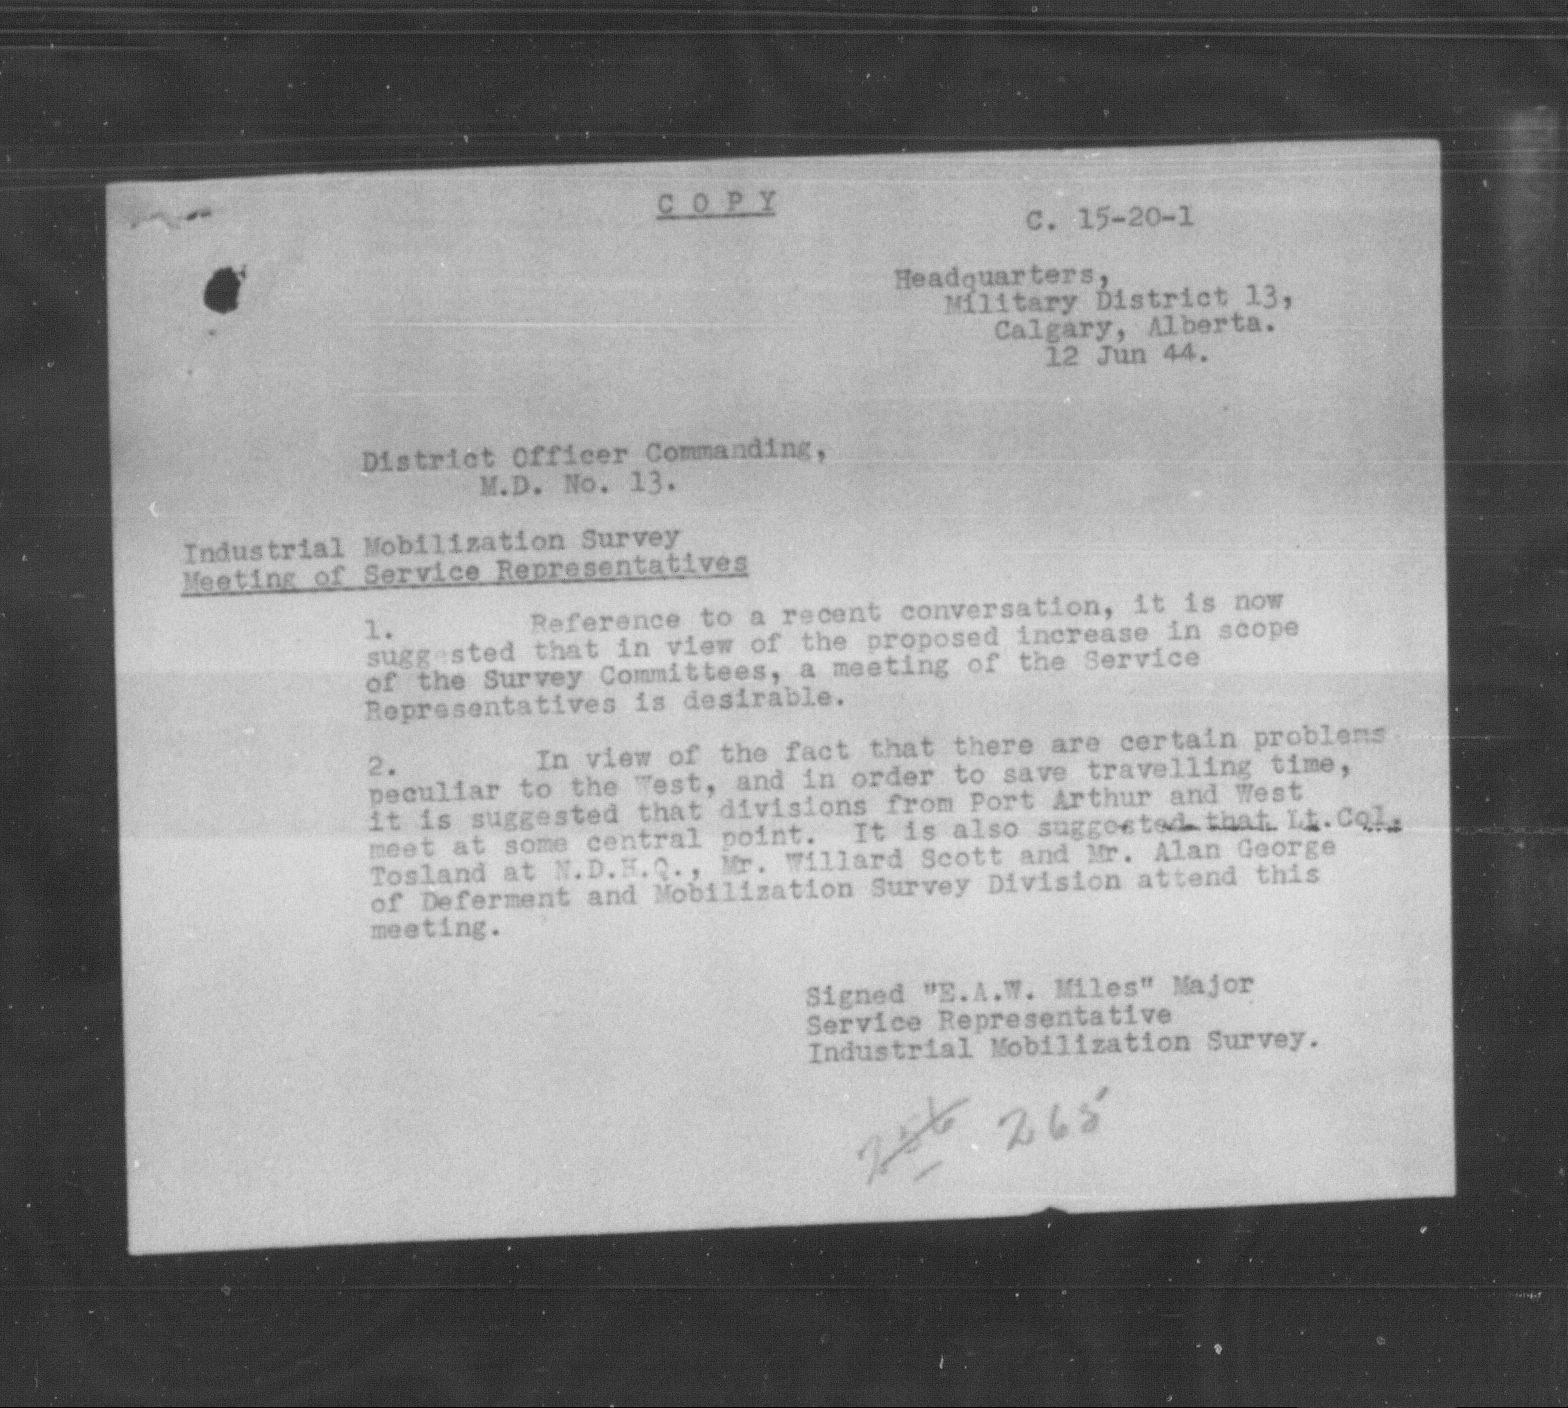 C O P Y
C. 15-20-1
Headquarters,
Military District 13,
Calgary, Alberta.
12 Jun 44.
District Officer Commanding,
M.D. No. 13.
Industrial Mobilization Survey
Meeting of Service Representatives
1. Reference to a recent conversation, it is now
suggested that in view of the proposed increase in scope
of the Survey Committees, a meeting of the Service
Representatives is desirable.
2. In view of the fact that there are certain problems
peculiar to the West, and in order to save travelling time,
it is suggested that divisions from Port Arthur and West
meet at some central point. It is also suggested that Lt.Col.
Tosland at N.D.H.Q., Mr. Willard Scott and Mr. Alan George
of Deferment and Mobilization Survey Division attend this
meeting.
Signed "E.A.W. Miles" Major
Service Representative
Industrial Mobilization Survey.
265